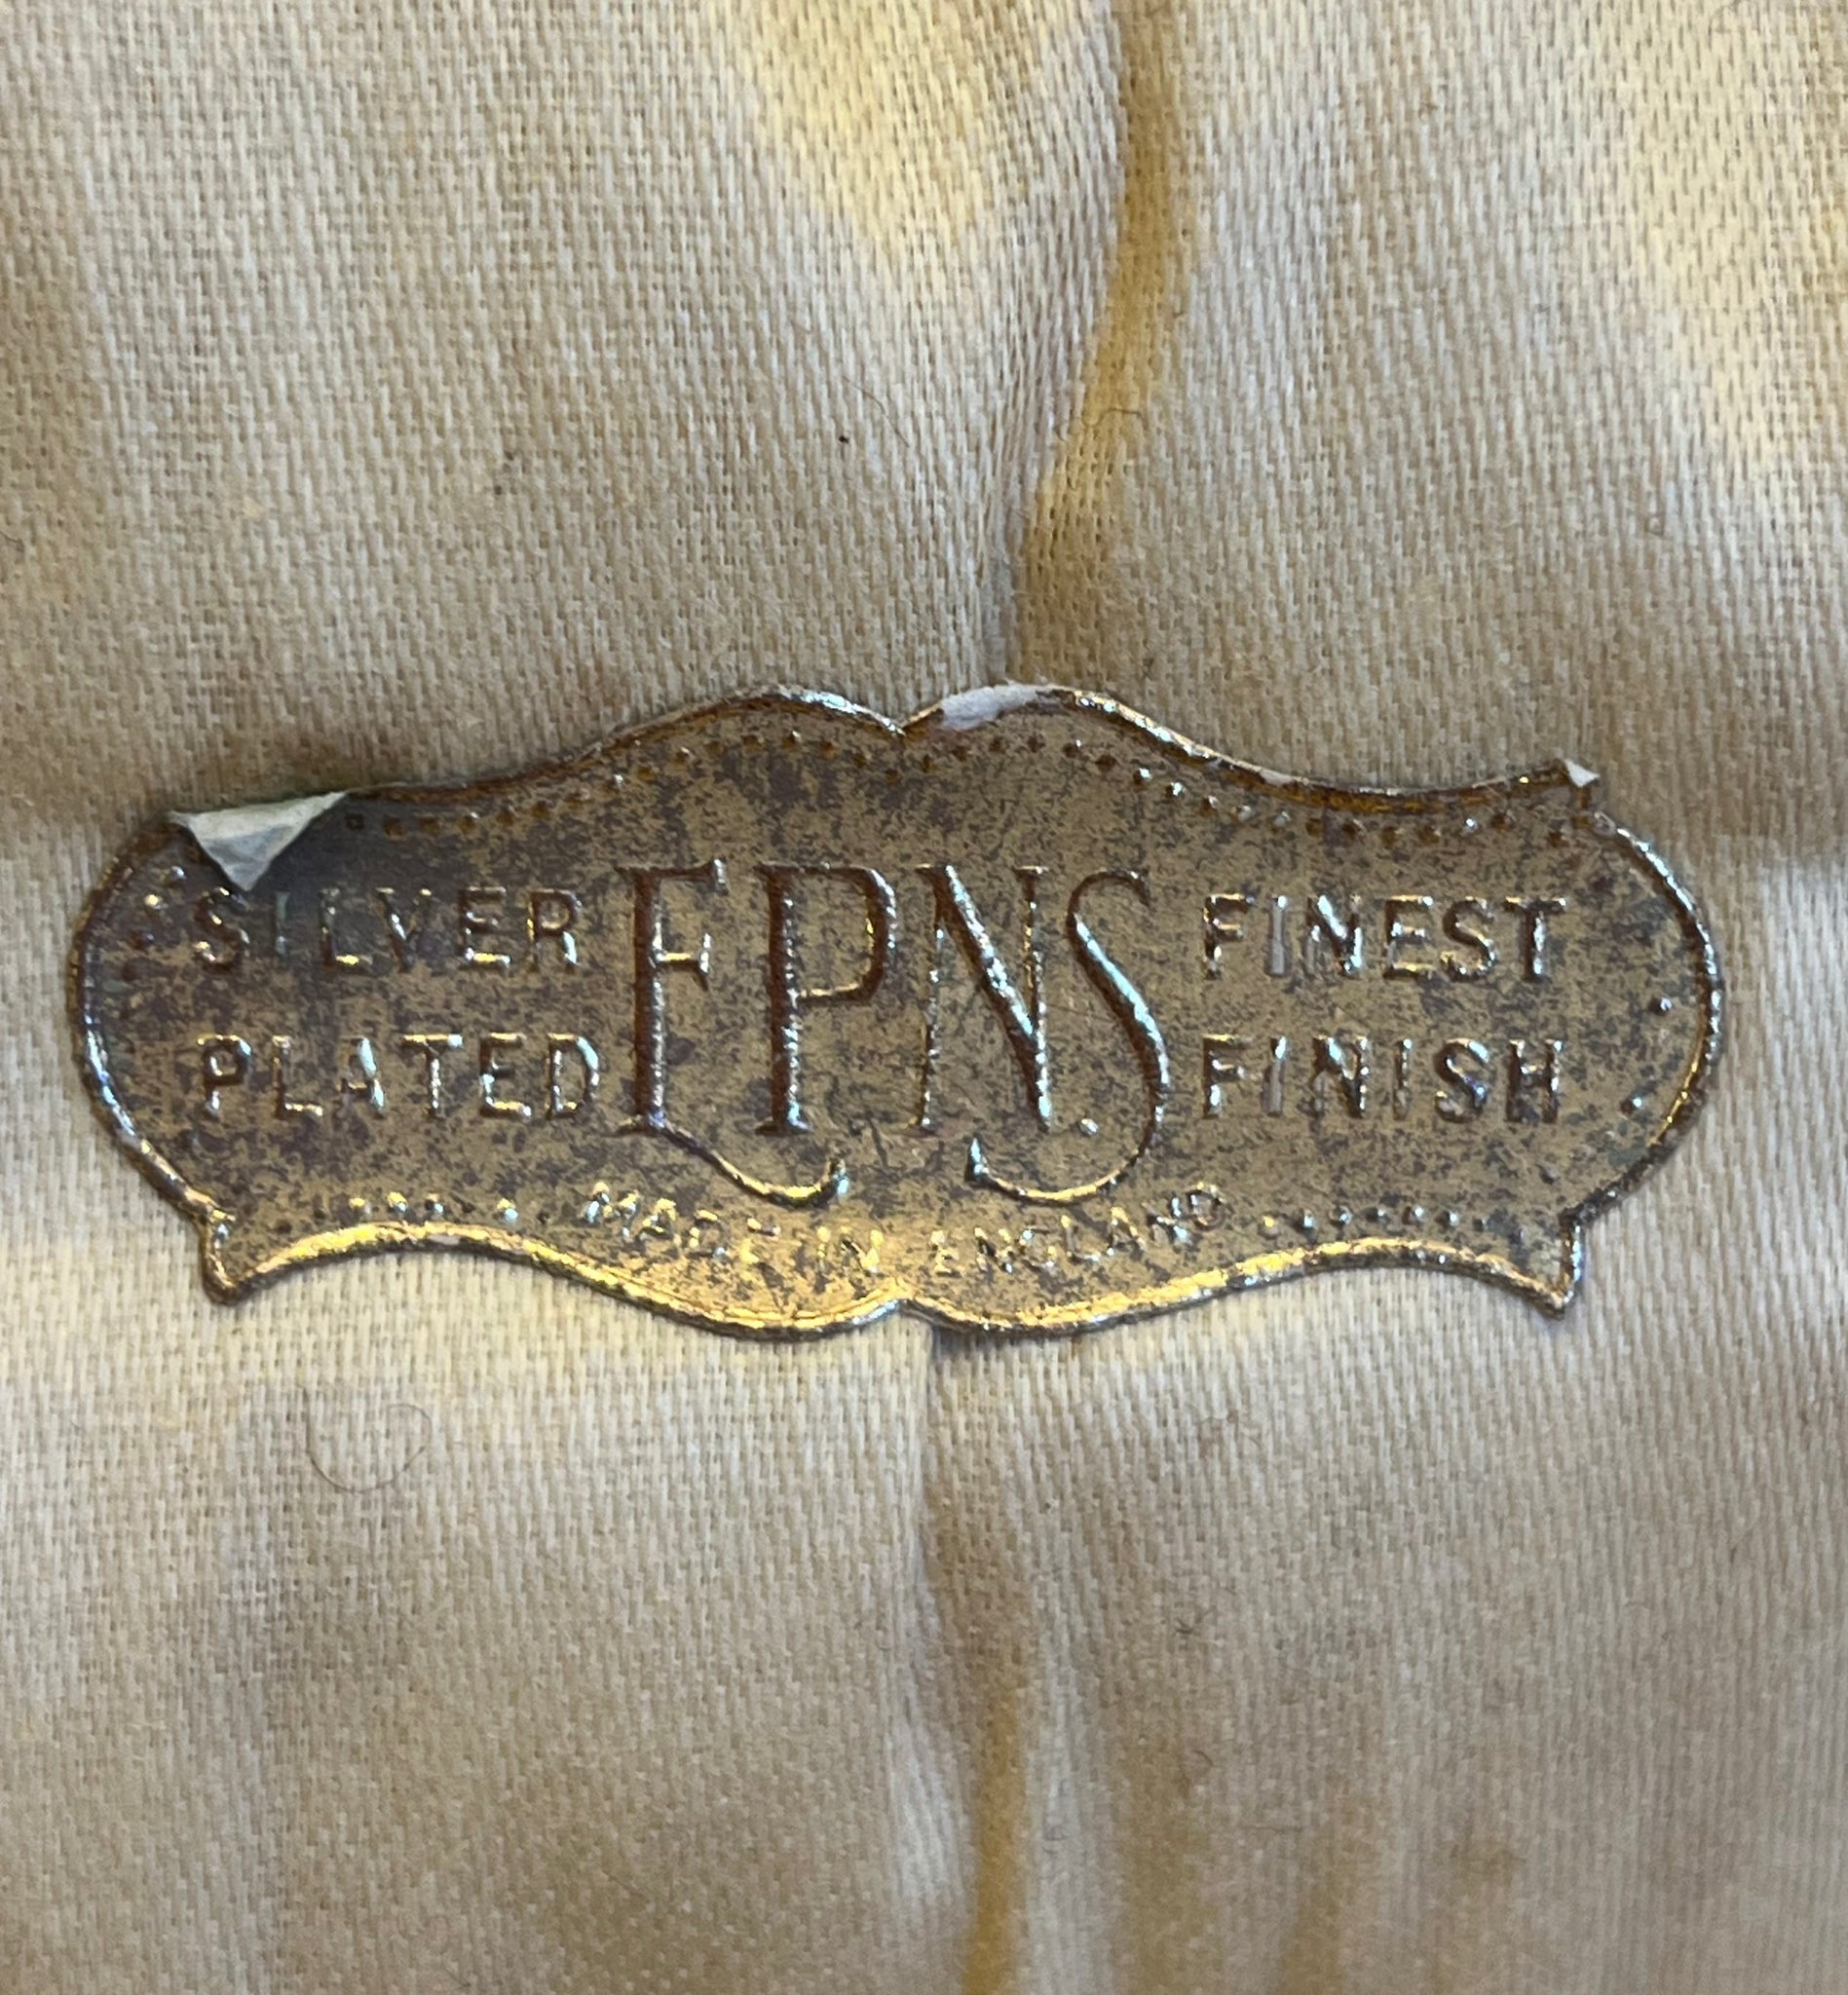 SILVER
PLATED
EPNS
FINEST
FINISH
MADE IN ENGLAND